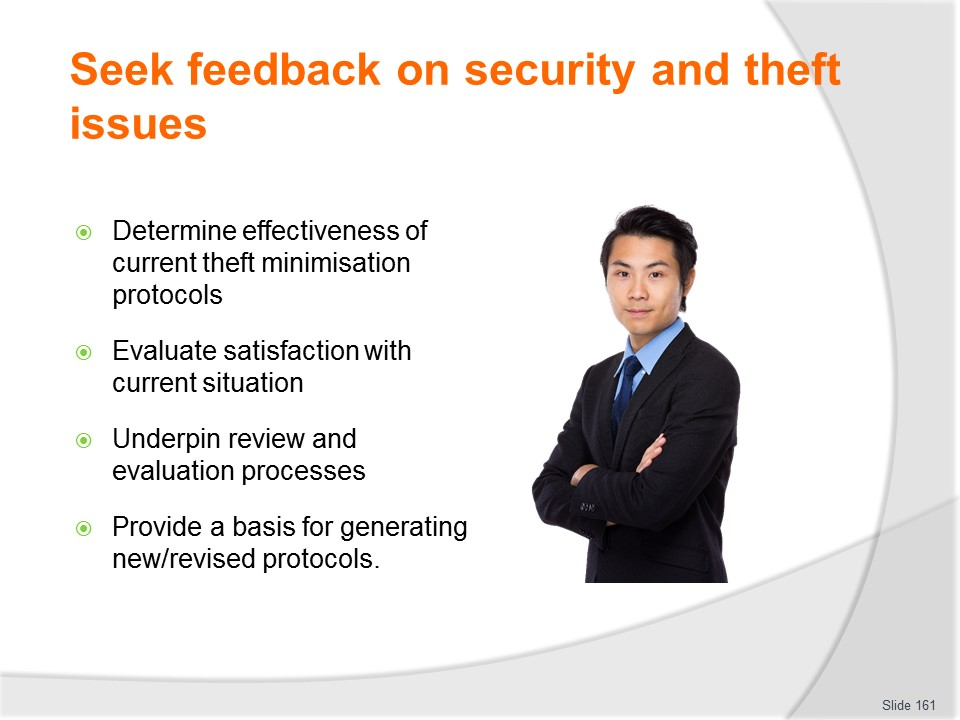 Seek feedback on security and theft
issues
Determine effectiveness of
current theft minimisation
protocols
Evaluate satisfaction with
current situation
Underpin review and
evaluation processes
Provide a basis for generating
new/revised protocols.
Slide 161